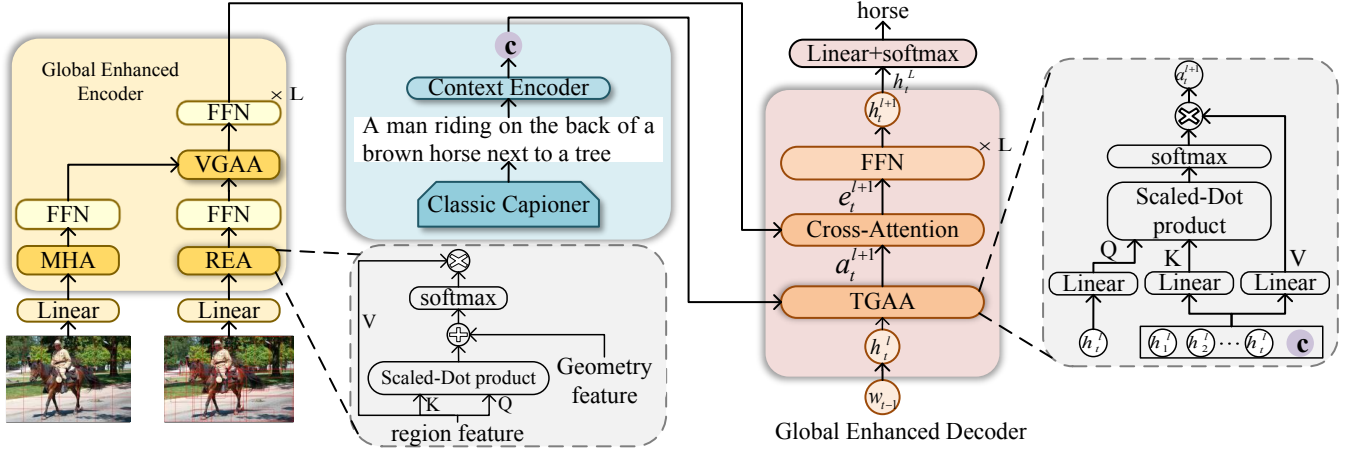 Global Enhanced
Encoder
× L
FFN
VGAA
FFN
FFN
MHA
REA
Linear
Linear
c
Context Encoder
A man riding on the back of a
brown horse next to a tree
Classic Capioner
softmax
V
Scaled-Dot product
K
Q
Geometry
feature
region feature
horse
Linear+softmax
h_t^L
h_t^{l+1}
× L
FFN
e_t^{l+1}
Cross-Attention
a_t^{l+1}
TGAA
h_t^l
w_{t-1}
Global Enhanced Decoder
a_t^{l+1}
softmax
Scaled-Dot
product
Q
K
V
Linear
Linear
Linear
h_t^l
h_1^l
h_2^l
···
h_t^l
c